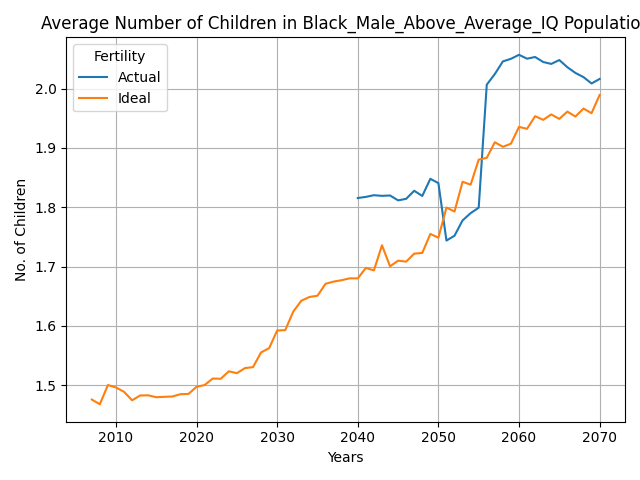 Average Number of Children in Black_Male_Above_Average_IQ Populatio
Fertility
Actual
Ideal
No. of Children
2.0
1.9
1.8
1.7
1.6
1.5
2010 2020 2030 2040 2050 2060 2070
Years